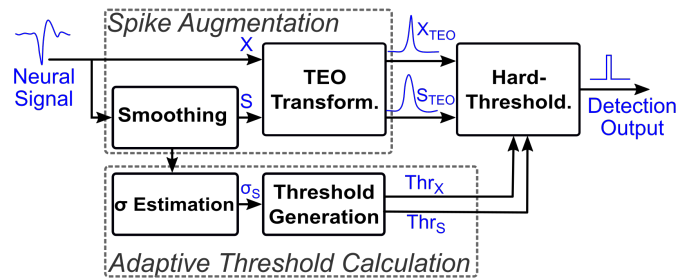 Spike Augmentation
Neural
Signal
X
Smoothing
S
TEO
Transform.
X_TEO
S_TEO
Hard-
Threshold.
Detection
Output
σ Estimation
σ_S
Threshold
Generation
Thr_X
Thr_S
Adaptive Threshold Calculation